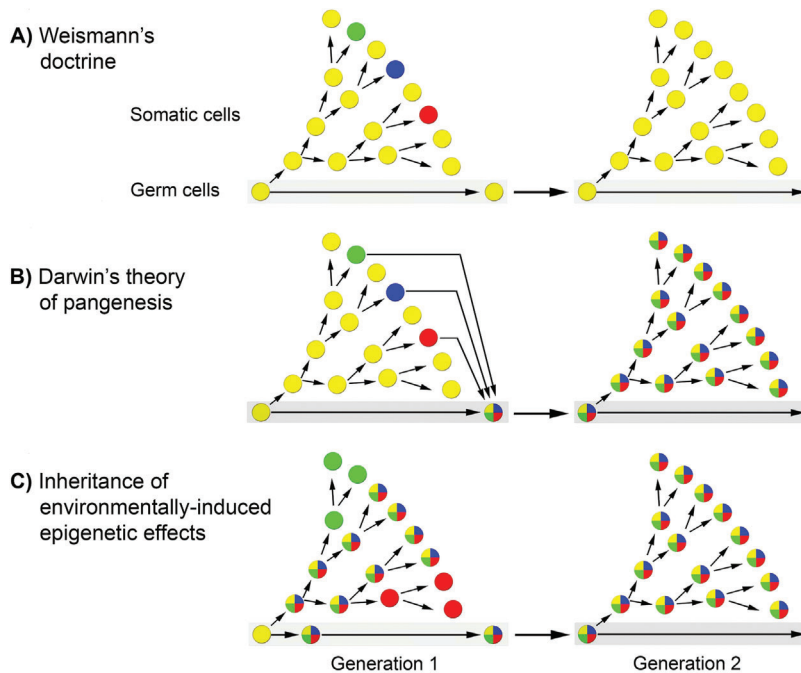 A) Weismann's
doctrine
Somatic cells
Germ cells
B) Darwin's theory
of pangenesis
C) Inheritance of
environmentally-induced
epigenetic effects
Generation 1
Generation 2